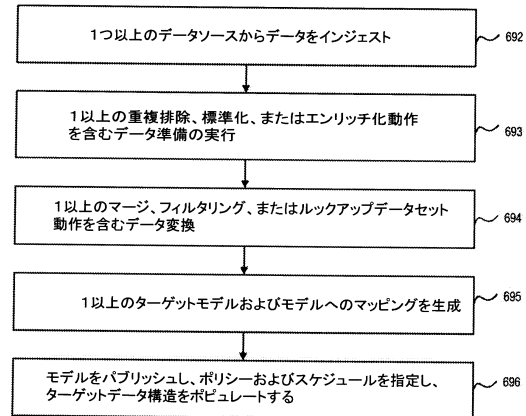 1つ以上のデータソースからデータをインジェスト
692
1以上の重複排除、標準化、またはエンリッチ化動作
を含むデータ準備の実行
693
1以上のマージ、フィルタリング、またはルックアップデータセット
動作を含むデータ変換
694
1以上のターゲットモデルおよびモデルへのマッピングを生成
695
モデルをパブリッシュし、ポリシーおよびスケジュールを指定し、
ターゲットデータ構造をポピュレートする
696